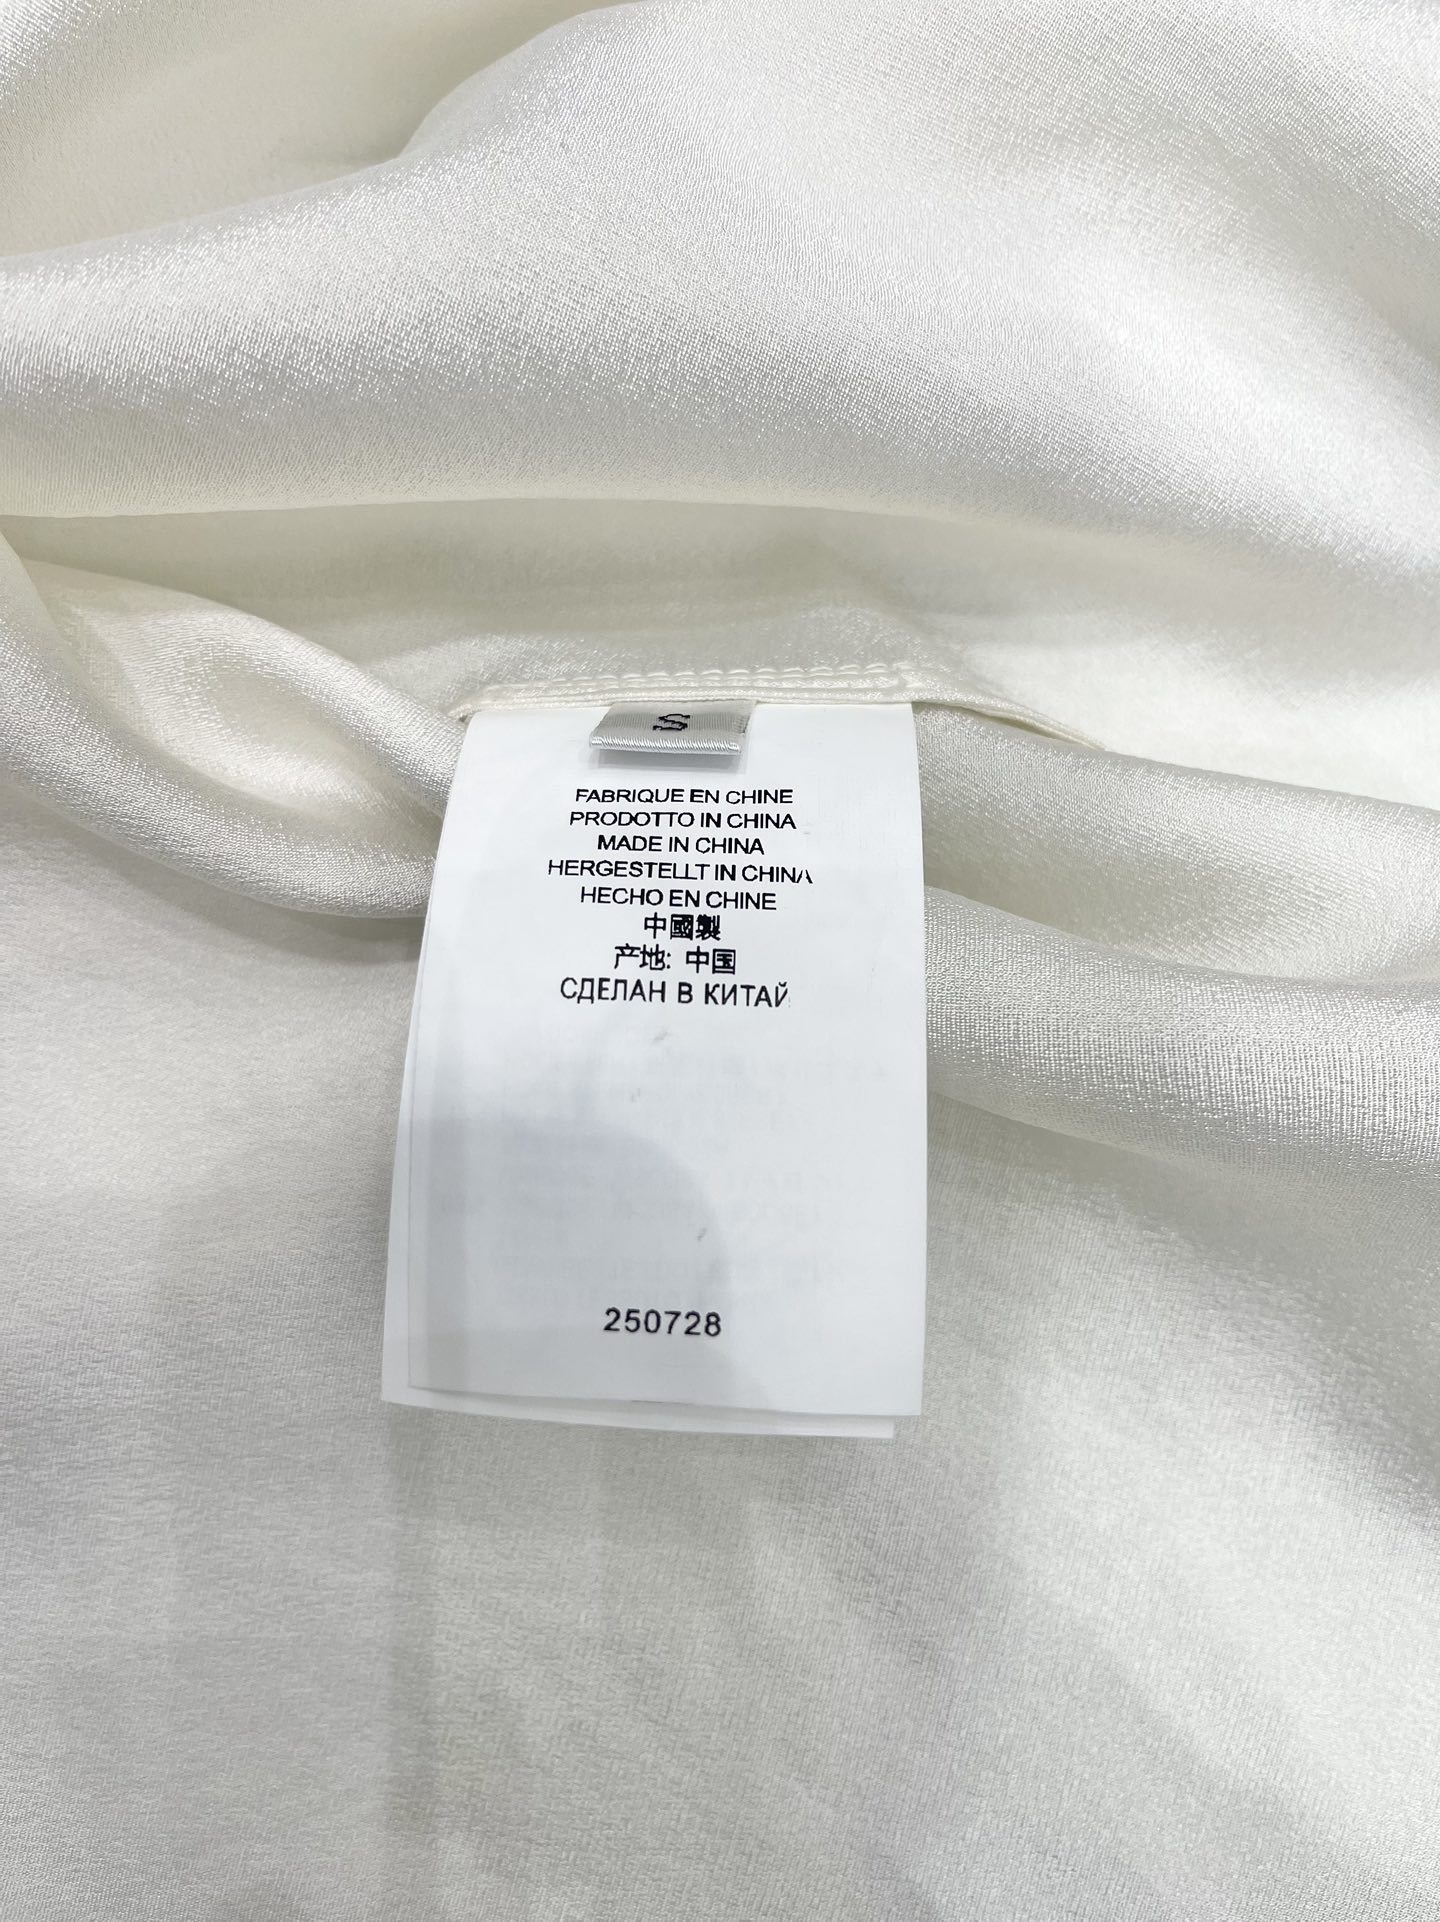 S
FABRIQUE EN CHINE
PRODOTTO IN CHINA
MADE IN CHINA
HERGESTELLT IN CHINA
HECHO EN CHINE
中國製
产地: 中国
СДЕЛАН В КИТАЙ
250728